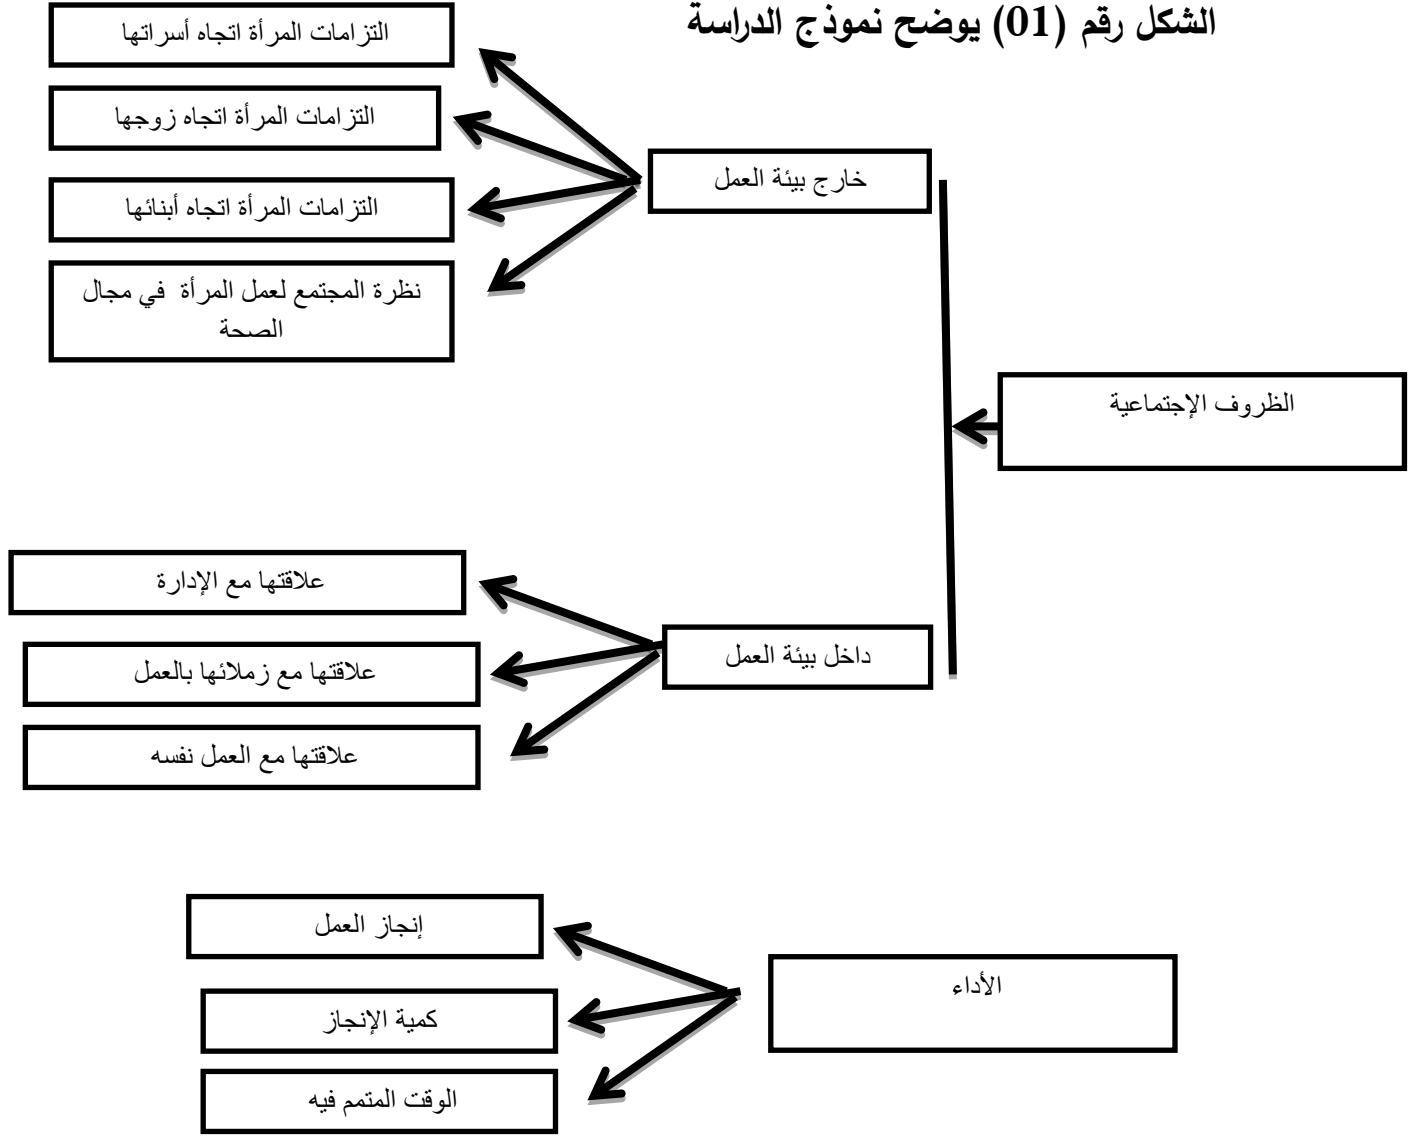 الشكل رقم (01) يوضح نموذج الدراسة
التزامات المرأة اتجاه أسراتها
التزامات المرأة اتجاه زوجها
خارج بيئة العمل
التزامات المرأة اتجاه أبنائها
نظرة المجتمع لعمل المرأة في مجال
الصحة
الظروف الإجتماعية
علاقتها مع الإدارة
داخل بيئة العمل
علاقتها مع زملائها بالعمل
علاقتها مع العمل نفسه
إنجاز العمل
الأداء
كمية الإنجاز
الوقت المتمم فيه